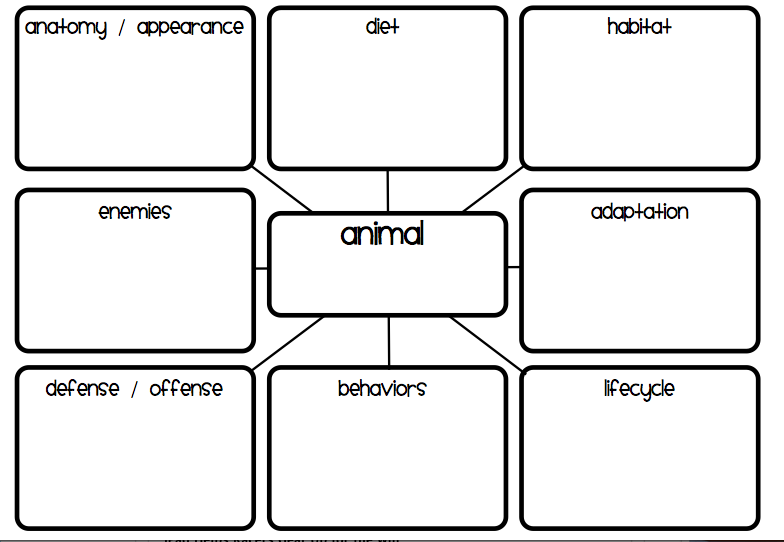 anatomy / appearance
diet
habitat
enemies
animal
adaptation
defense / offense
behaviors
lifecycle